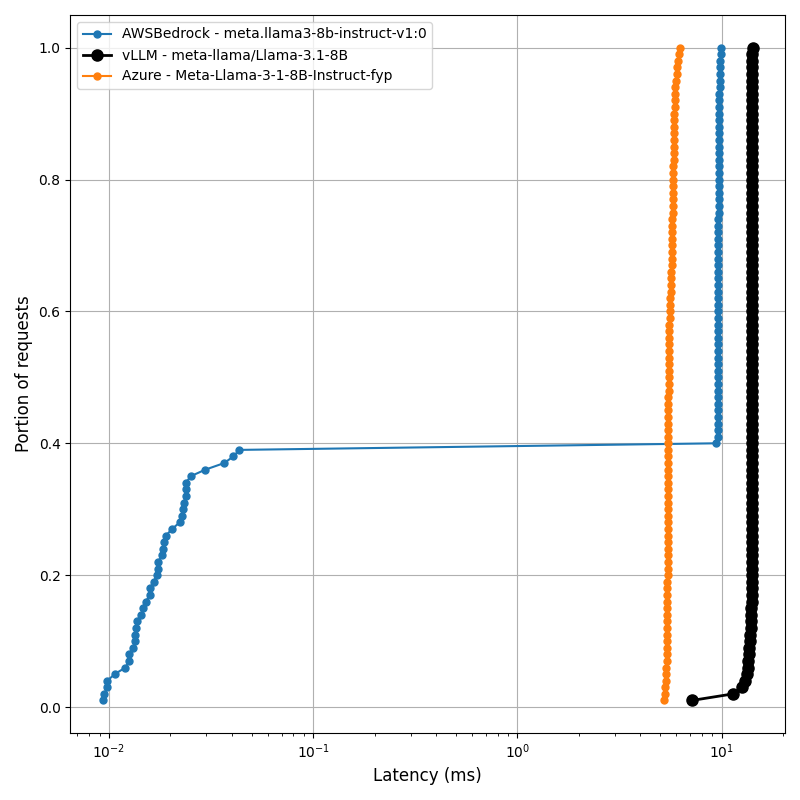 AWSBedrock - meta.llama3-8b-instruct-v1:0
vLLM - meta-llama/Llama-3.1-8B
Azure - Meta-Llama-3-1-8B-Instruct-fyp
Portion of requests
1.0
0.8
0.6
0.4
0.2
0.0
10⁻² 10⁻¹ 10⁰ 10¹
Latency (ms)